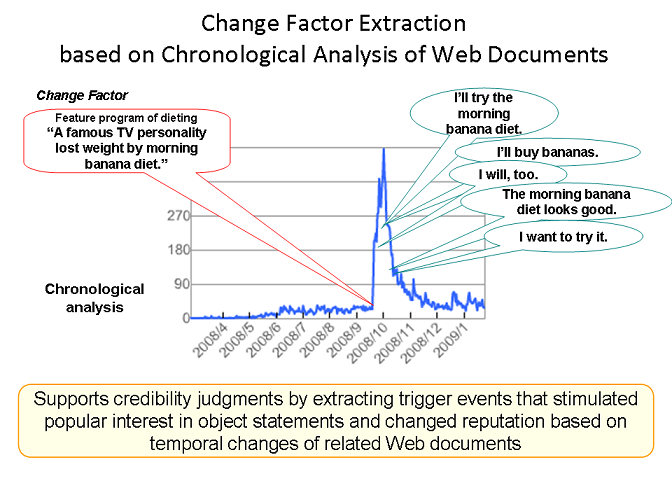 Change Factor Extraction
based on Chronological Analysis of Web Documents
Change Factor
Feature program of dieting
“A famous TV personality
lost weight by morning
banana diet.”
I’ll try the
morning
banana diet.
I’ll buy bananas.
I will, too.
The morning banana
diet looks good.
I want to try it.
270
180
90
0
Chronological
analysis
2008/4
2008/5
2008/6
2008/7
2008/8
2008/9
2008/10
2008/11
2008/12
2009/1
Supports credibility judgments by extracting trigger events that stimulated
popular interest in object statements and changed reputation based on
temporal changes of related Web documents